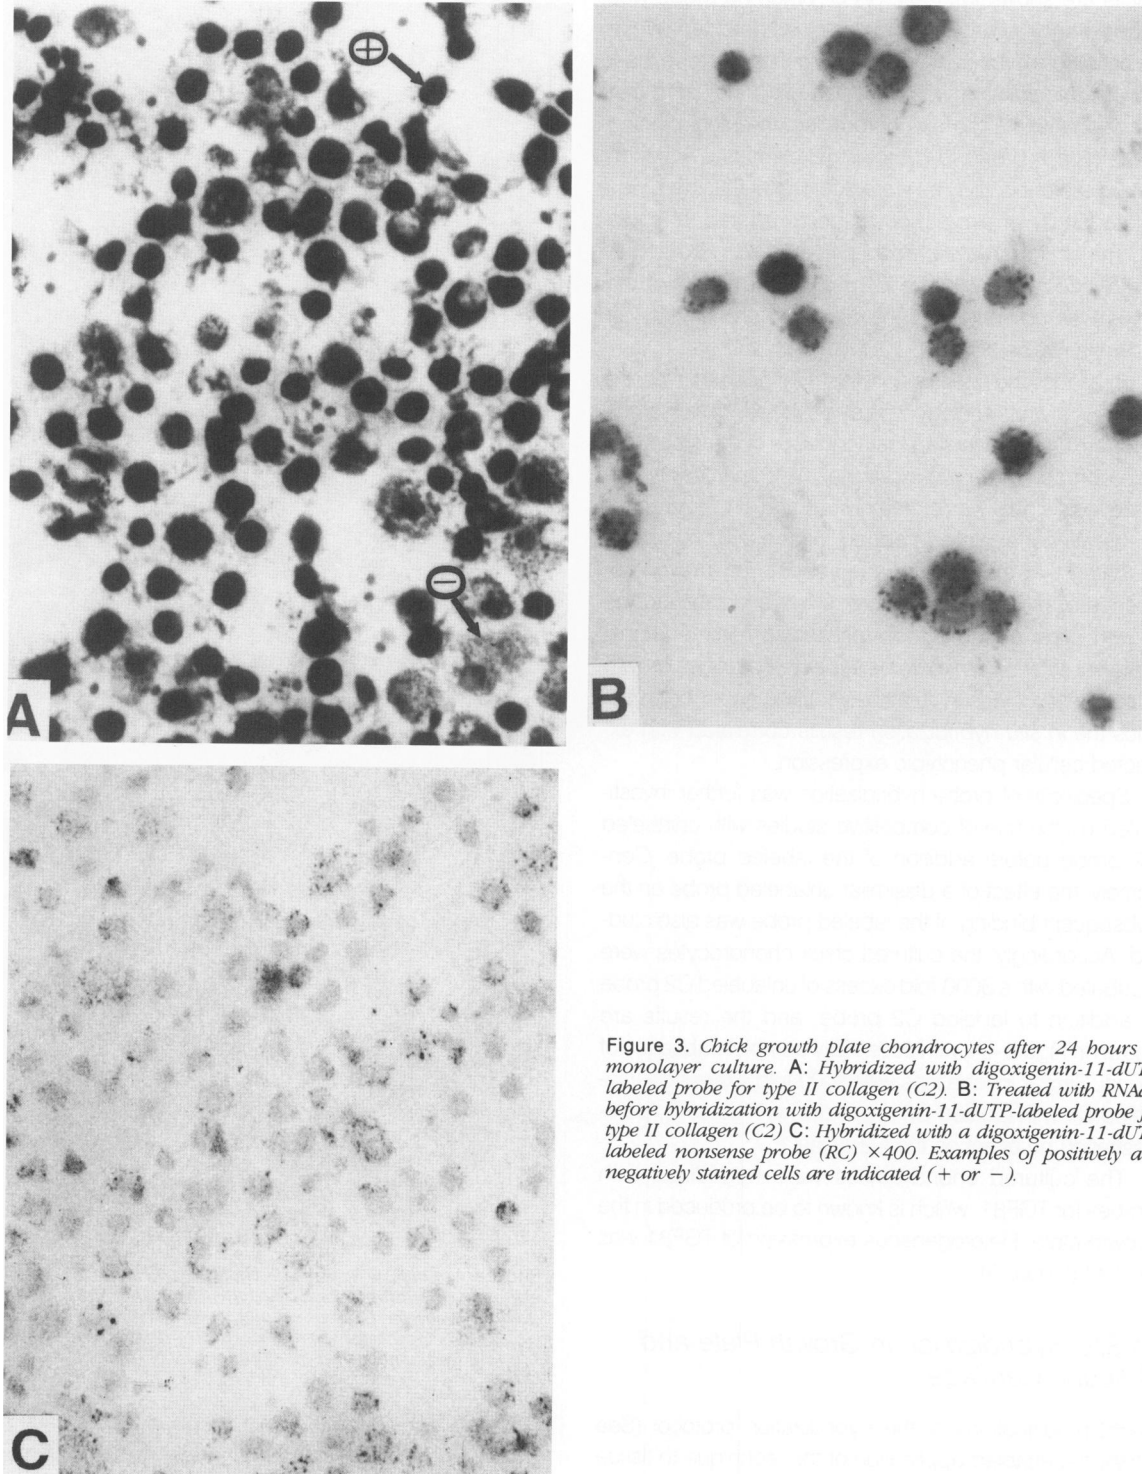 +
−
A
B
C
Figure 3. Chick growth plate chondrocytes after 24 hours
monolayer culture. A: Hybridized with digoxigenin-11-dUT
labeled probe for type II collagen (C2). B: Treated with RNA
before hybridization with digoxigenin-11-dUTP-labeled probe
type II collagen (C2) C: Hybridized with a digoxigenin-11-dUT
labeled nonsense probe (RC) ×400. Examples of positively a
negatively stained cells are indicated (+ or −).